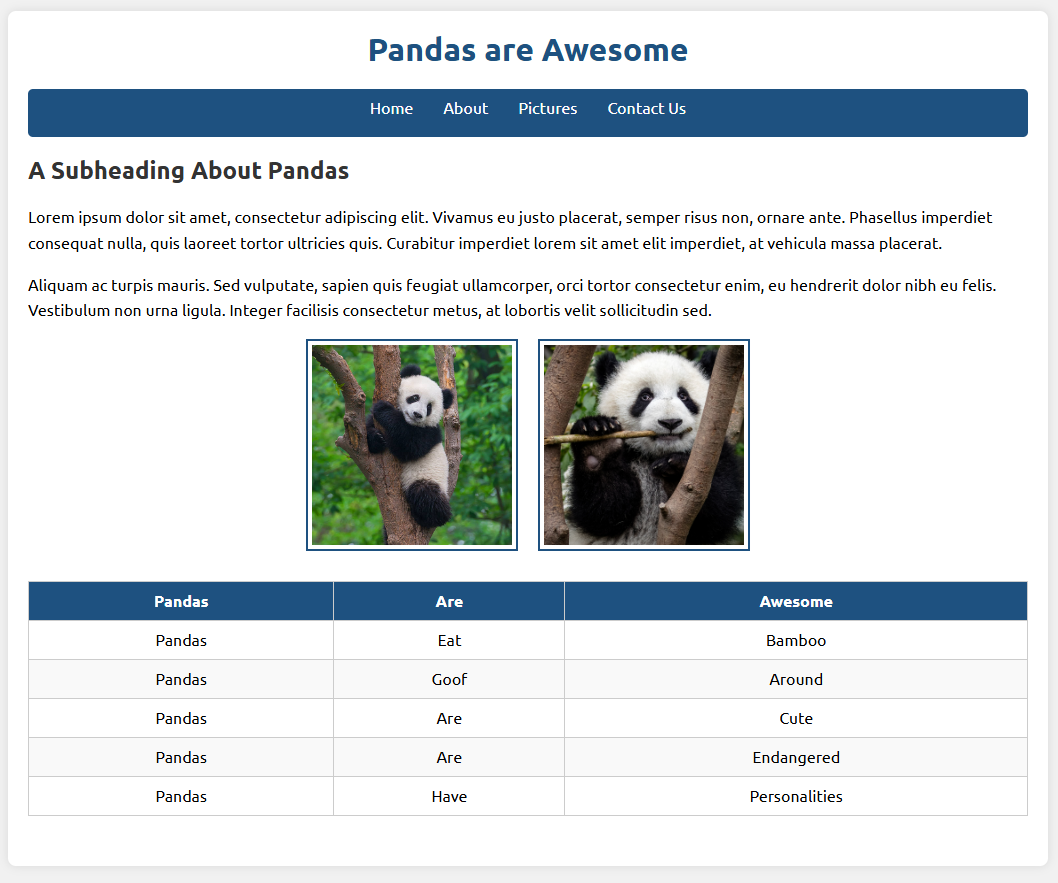 Pandas are Awesome
Home About Pictures Contact Us
A Subheading About Pandas
Lorem ipsum dolor sit amet, consectetur adipiscing elit. Vivamus eu justo placerat, semper risus non, ornare ante. Phasellus imperdiet
consequat nulla, quis laoreet tortor ultricies quis. Curabitur imperdiet lorem sit amet elit imperdiet, at vehicula massa placerat.
Aliquam ac turpis mauris. Sed vulputate, sapien quis feugiat ullamcorper, orci tortor consectetur enim, eu hendrerit dolor nibh eu felis.
Vestibulum non urna ligula. Integer facilisis consectetur metus, at lobortis velit sollicitudin sed.
Pandas Are Awesome
Pandas Eat Bamboo
Pandas Goof Around
Pandas Are Cute
Pandas Are Endangered
Pandas Have Personalities